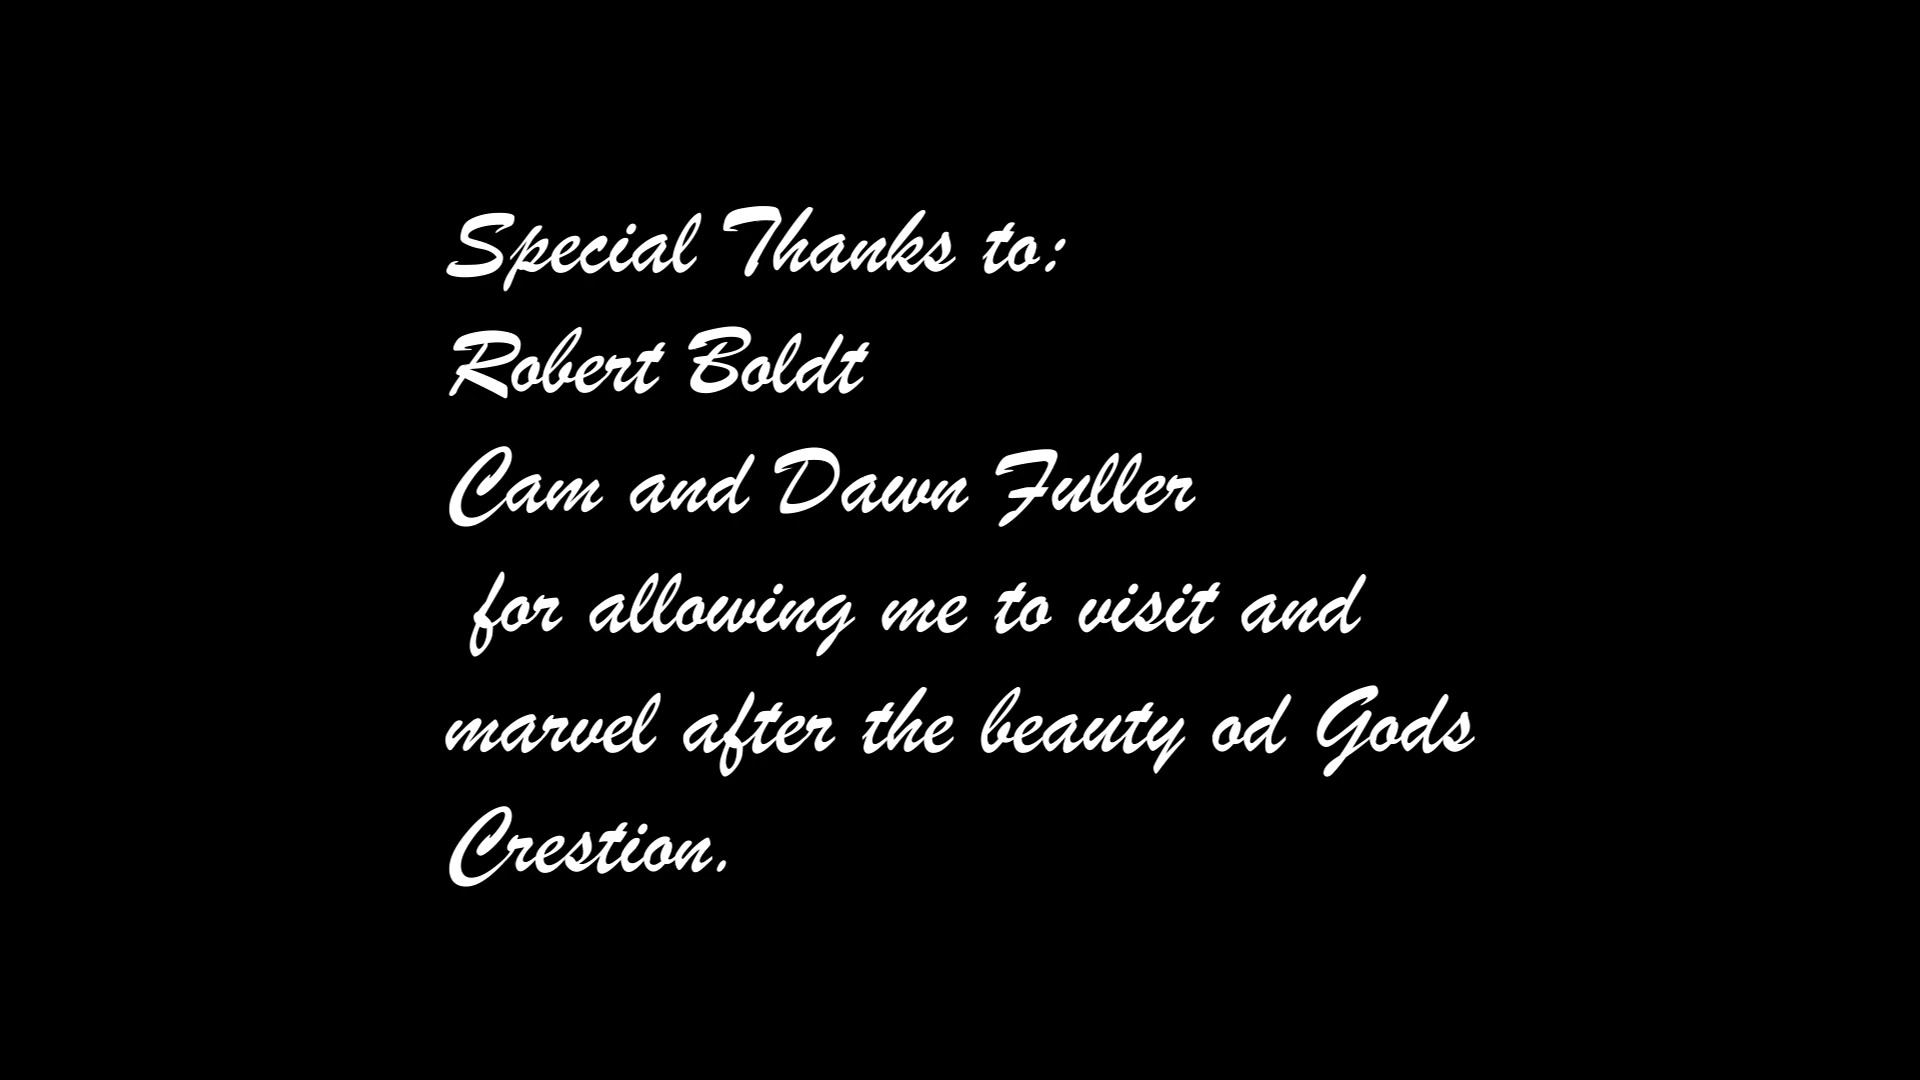 Special Thanks to:
Robert Boldt
Cam and Dawn Fuller
for allowing me to visit and
marvel after the beauty od Gods
Crestion.